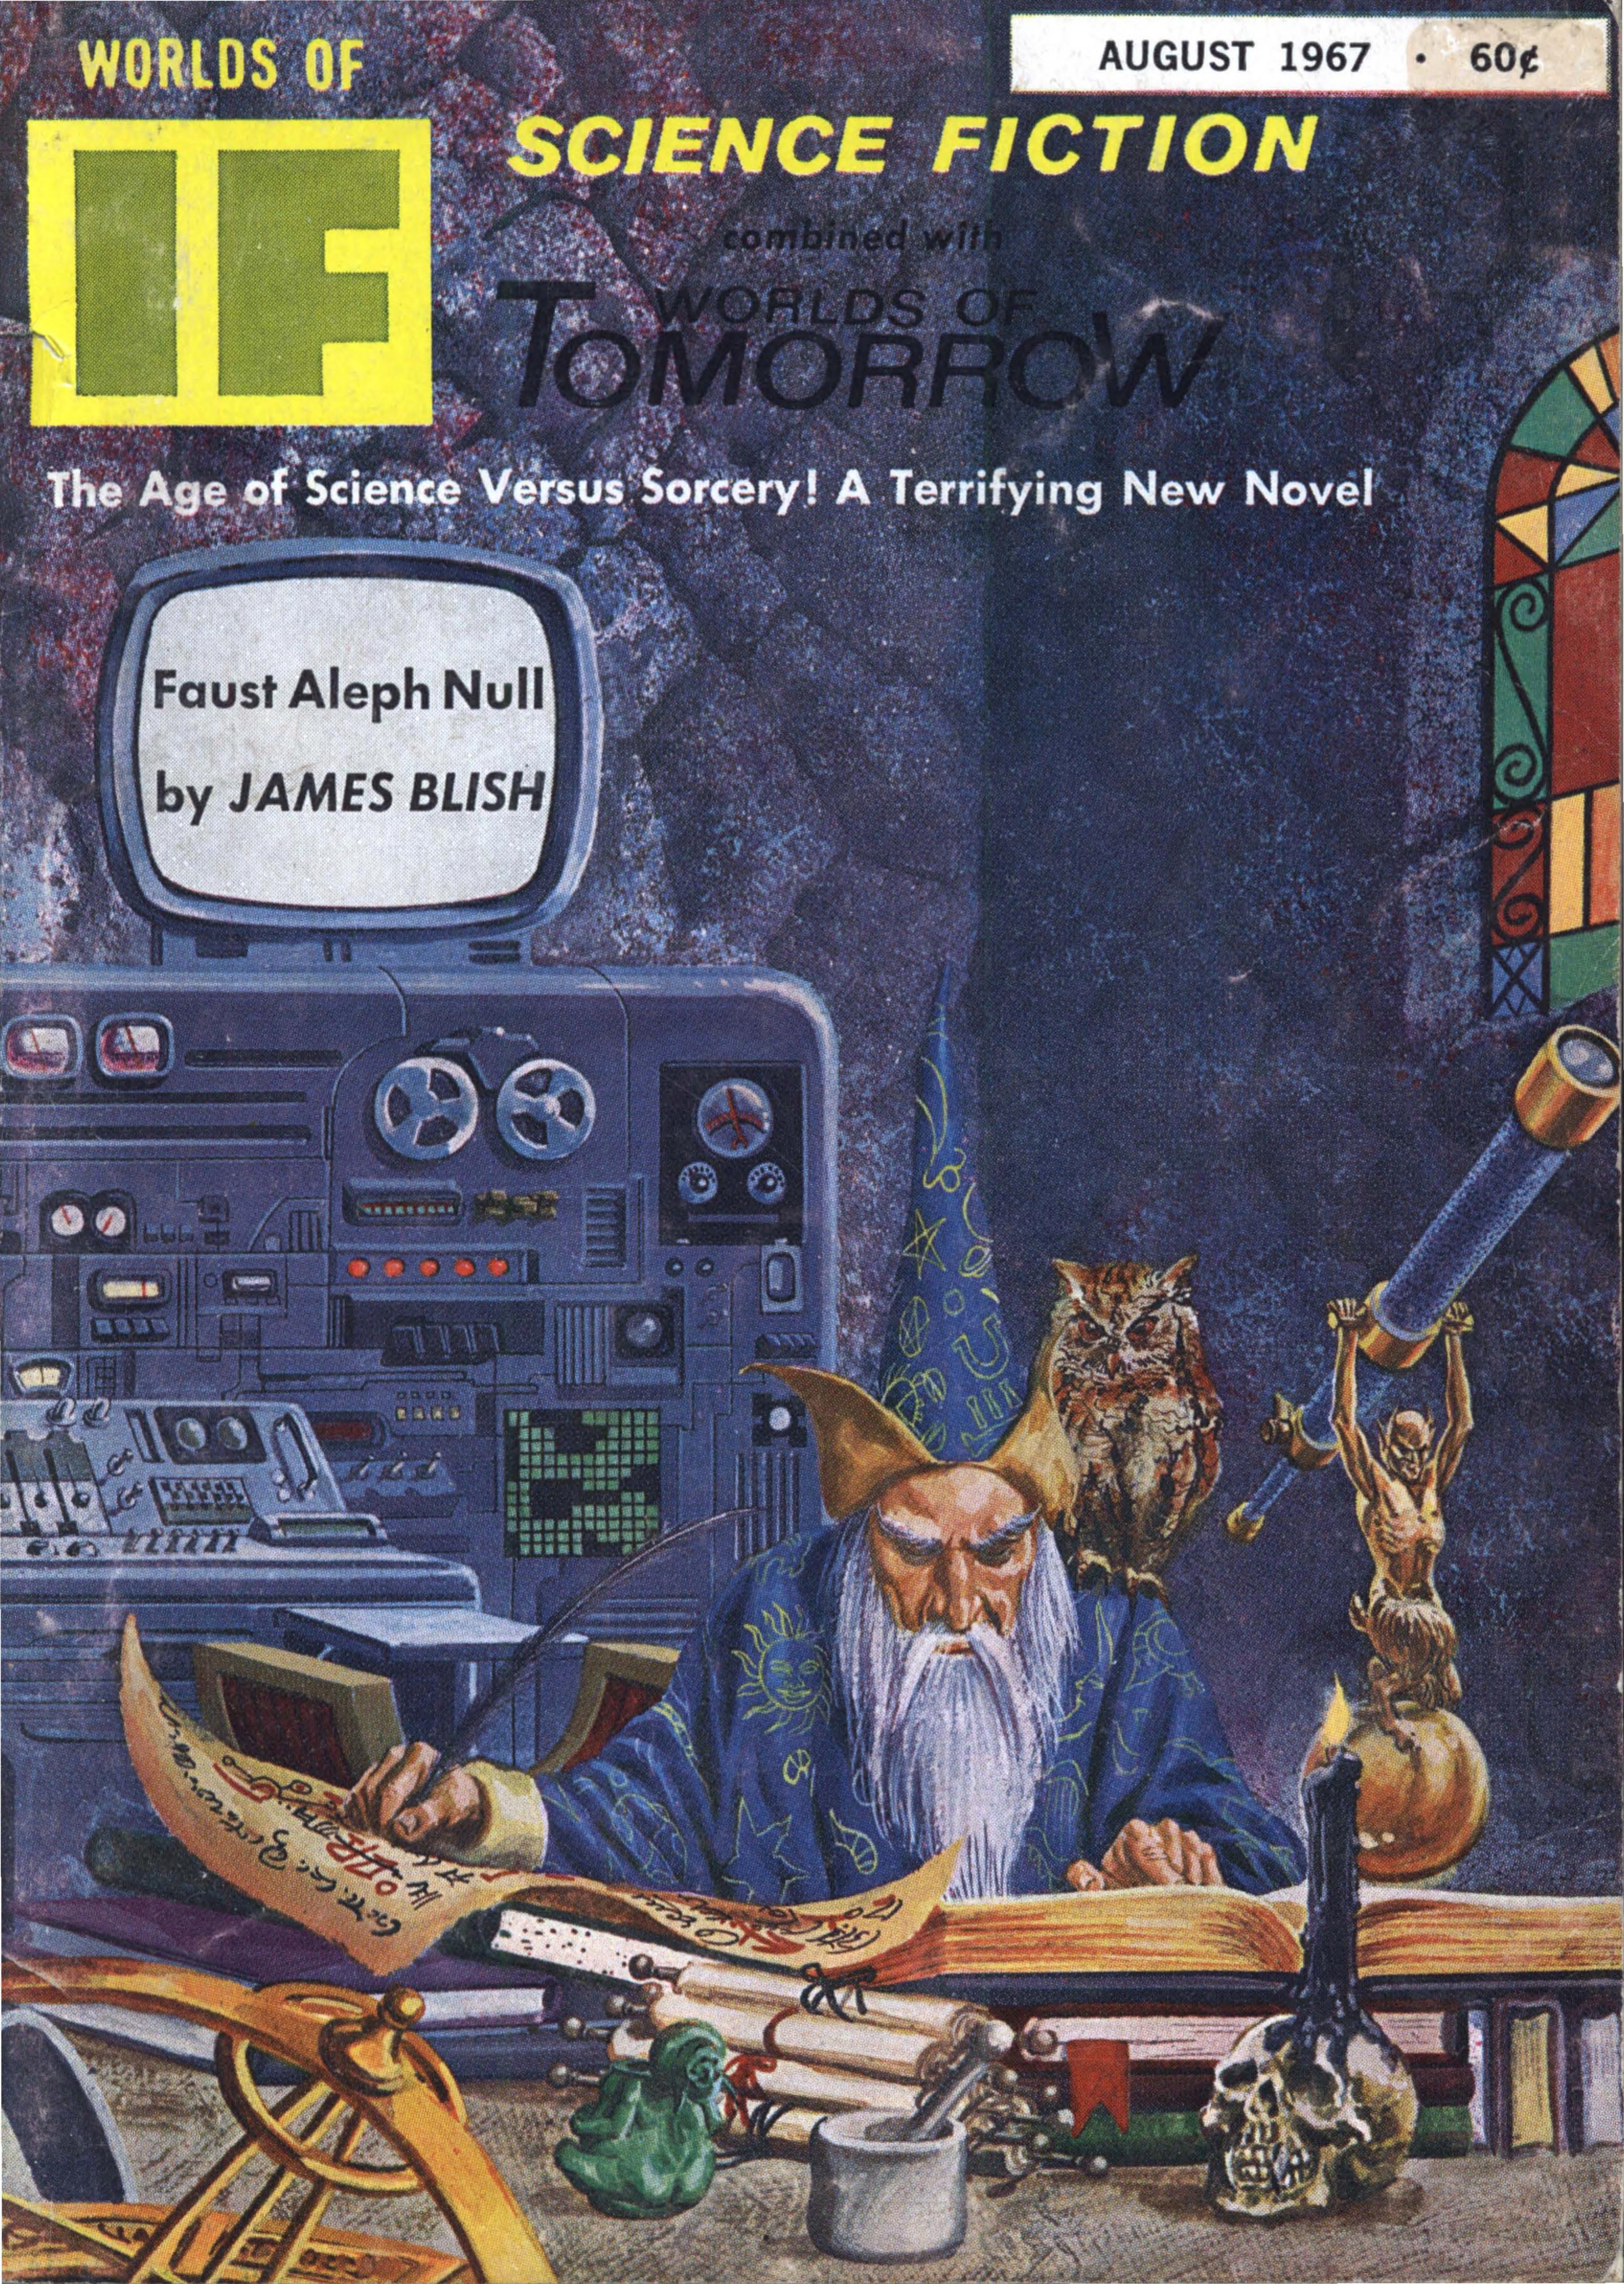 WORLDS OF
AUGUST 1967 · 60¢
IF
SCIENCE FICTION
combined with
WORLDS OF
TOMORROW
The Age of Science Versus Sorcery! A Terrifying New Novel
Faust Aleph Null
by JAMES BLISH